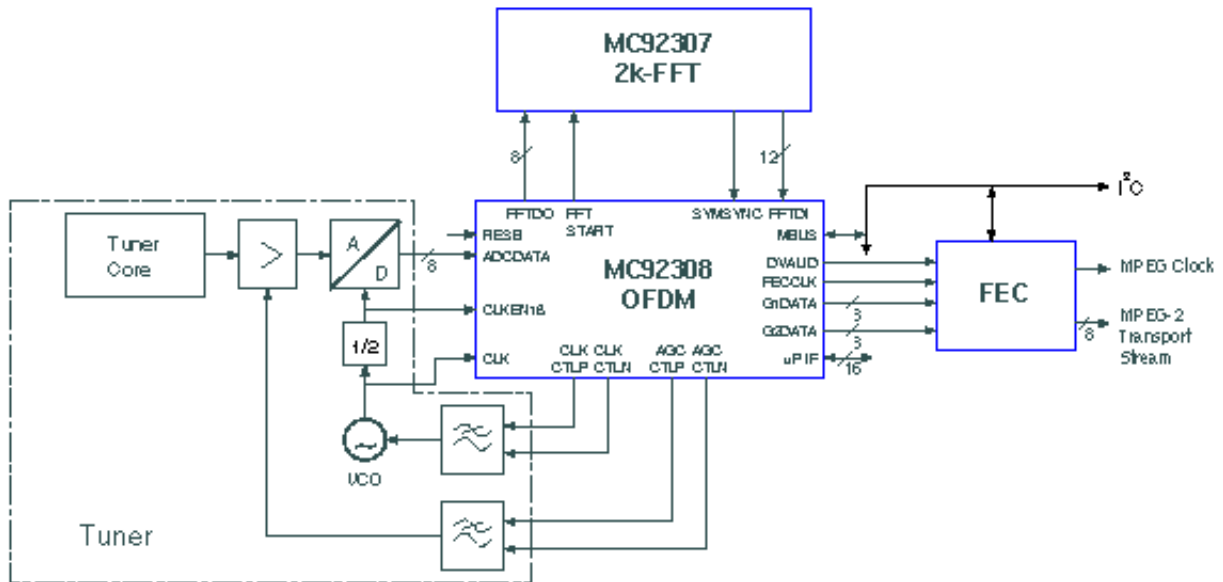 MC92307
2k-FFT
8
12
I²C
FFTDO
FFT
START
SYMSYNC
FFTDI
RESB
MBUS
Tuner
Core
>
A
D
8
ADCDATA
MC92308
OFDM
DVALID
FECCLK
G1DATA
3
G2DATA
3
uPIF
16
FEC
MPEG Clock
MPEG-2
Transport
Stream
8
CLKEN18
1/2
CLK
CLK
CTLP
CLK
CTLN
AGC
CTLP
AGC
CTLN
VCO
Tuner